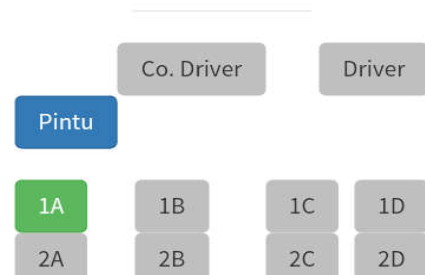 Co. Driver Driver
Pintu
1A 1B 1C 1D
2A 2B 2C 2D